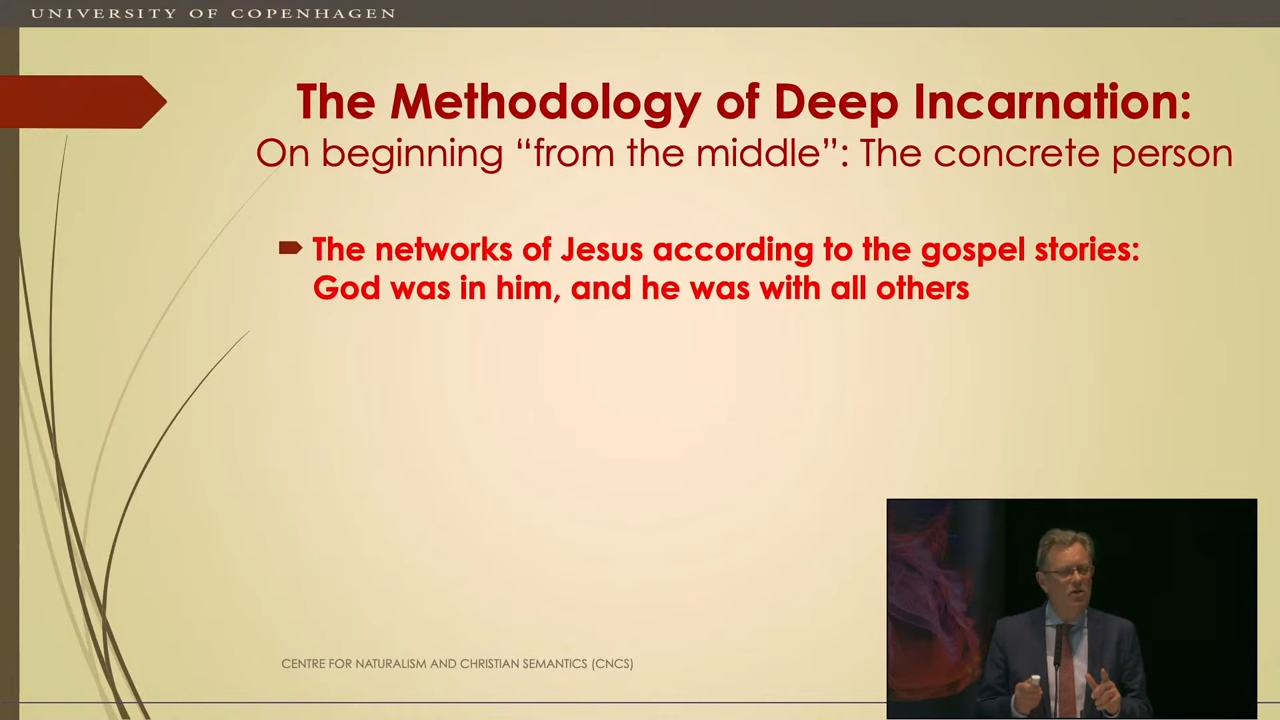 UNIVERSITY OF COPENHAGEN
The Methodology of Deep Incarnation:
On beginning “from the middle”: The concrete person
The networks of Jesus according to the gospel stories:
God was in him, and he was with all others
CENTRE FOR NATURALISM AND CHRISTIAN SEMANTICS (CNCS)